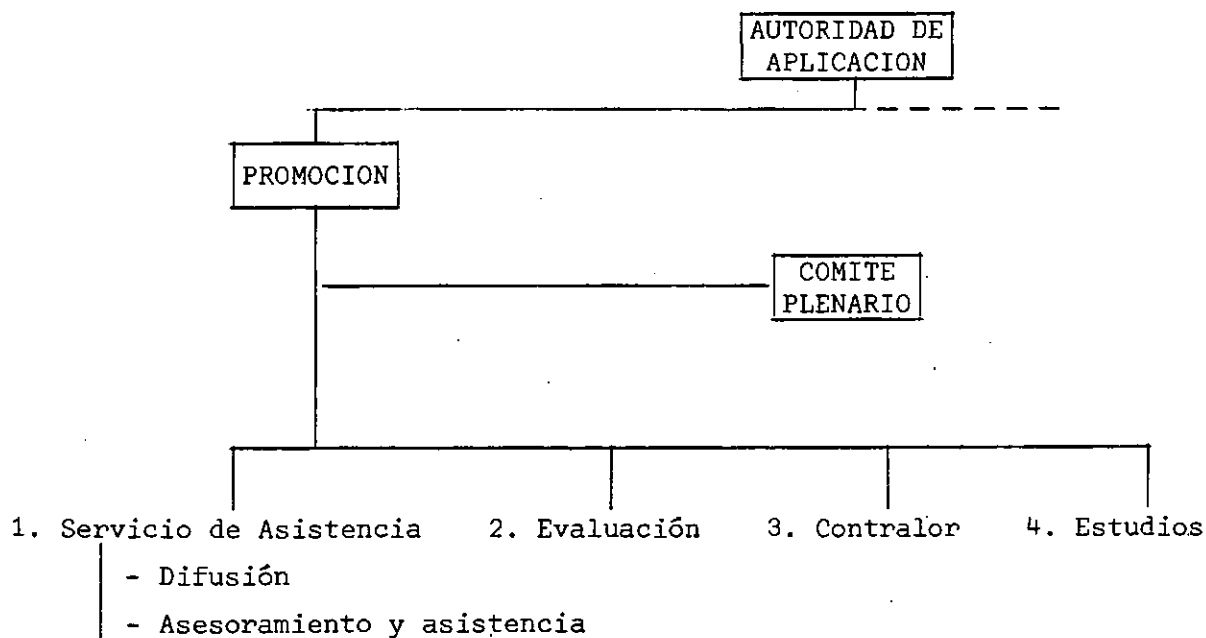 AUTORIDAD DE
APLICACION
PROMOCION
COMITE
PLENARIO
1. Servicio de Asistencia 2. Evaluación 3. Contralor 4. Estudios
- Difusión
- Asesoramiento y asistencia